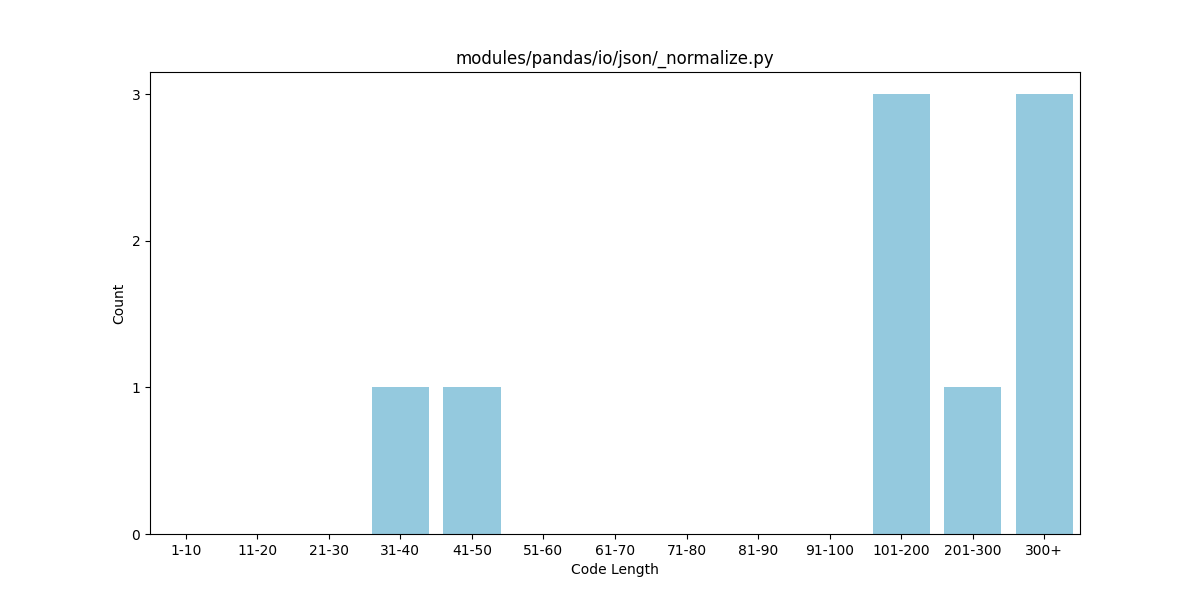 modules/pandas/io/json/_normalize.py
Count
3
2
1
0
1-10 11-20 21-30 31-40 41-50 51-60 61-70 71-80 81-90 91-100 101-200 201-300 300+
Code Length